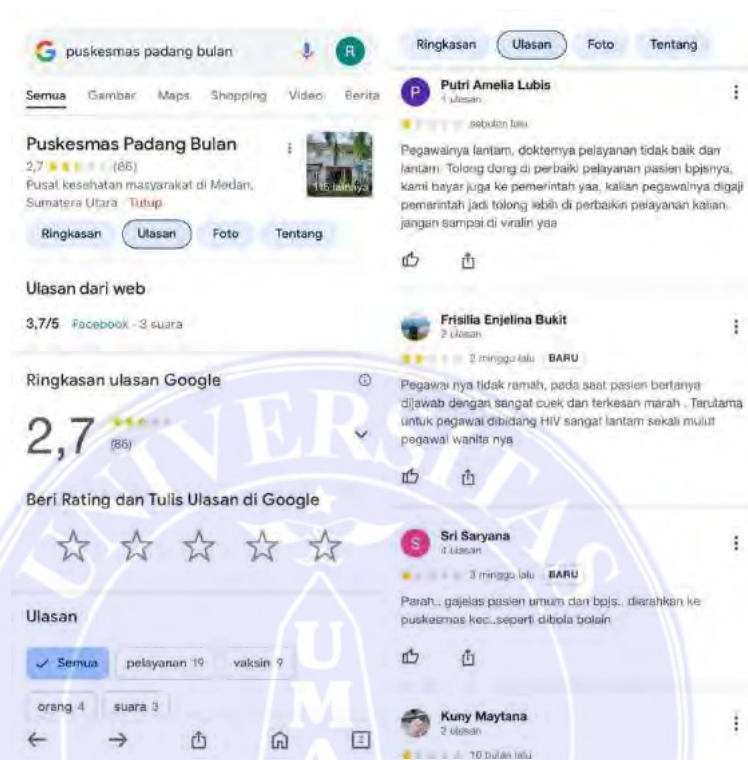 puskesmas padang bulan
R
Semua Gambar Maps Shopping Video Berita
Puskesmas Padang Bulan
2,7 (86)
Pusat kesehatan masyarakat di Medan,
Sumatera Utara Tutup
115 lainnya
Ringkasan Ulasan Foto Tentang
Ulasan dari web
3,7/5 Facebook - 3 suara
Ringkasan ulasan Google
2,7
(86)
Beri Rating dan Tulis Ulasan di Google
Ulasan
Semua pelayanan 19 vaksin 9
orang 4 suara 3
2
Ringkasan Ulasan Foto Tentang
P
Putri Amelia Lubis
1 ulasan
sebulan lalu
Pegawainya lantam, dokternya pelayanan tidak baik dan
lantam. Tolong dong di perbaiki pelayanan pasien bpjsnya,
kami bayar juga ke pemerintah yaa, kalian pegawainya digaji
pemerintah jadi tolong lebih di perbaikin pelayanan kalian.
jangan sampai di viralin yaa
Frisilia Enjelina Bukit
2 ulasan
2 minggu lalu BARU
Pegawai nya tidak ramah, pada saat pasien bertanya
dijawab dengan sangat cuek dan terkesan marah . Terutama
untuk pegawai dibidang HIV sangat lantam sekali mulut
pegawai wanita nya
S
Sri Saryana
4 ulasan
3 minggu lalu BARU
Parah.. gajelas pasien umum dan bpjs.. diarahkan ke
puskesmas kec..seperti dibola bolain
Kuny Maytana
2 ulasan
10 bulan lalu
UNIVERSITAS
UMA